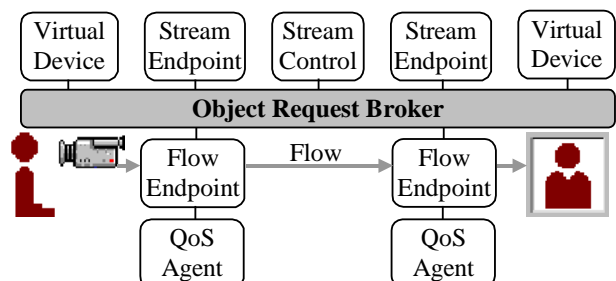 Virtual
Device
Stream
Endpoint
Stream
Control
Stream
Endpoint
Virtual
Device
Object Request Broker
Flow
Endpoint
Flow
Flow
Endpoint
QoS
Agent
QoS
Agent